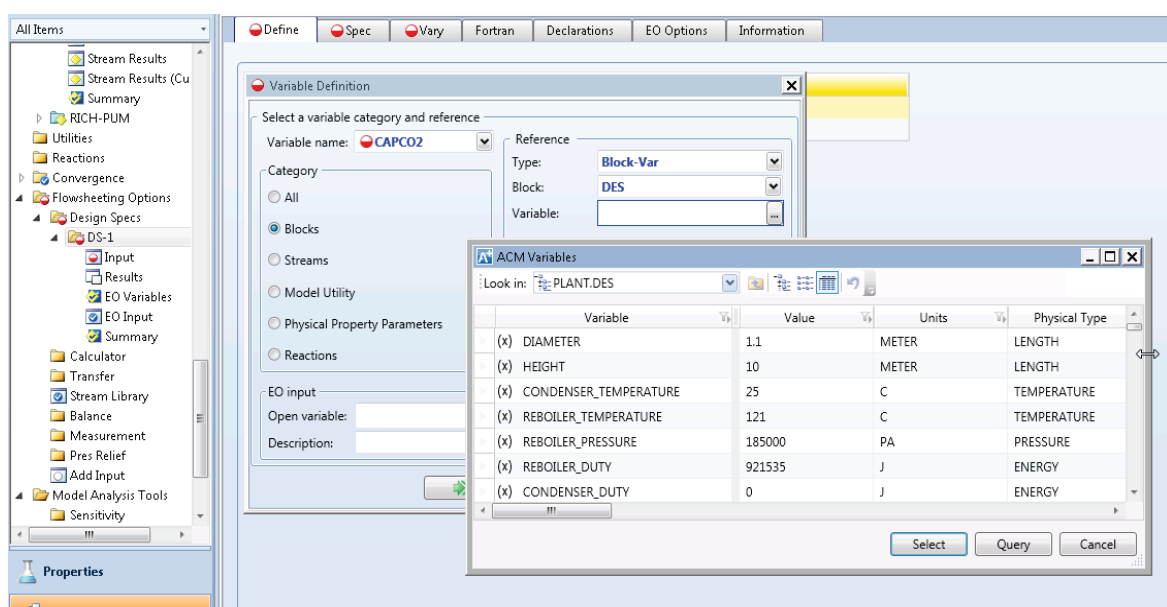 All Items
Stream Results
Stream Results (Cu
Summary
RICH-PUM
Utilities
Reactions
Convergence
Flowsheeting Options
Design Specs
DS-1
Input
Results
EO Variables
EO Input
Summary
Calculator
Transfer
Stream Library
Balance
Measurement
Pres Relief
Add Input
Model Analysis Tools
Sensitivity
Properties
Define Spec Vary Fortran Declarations EO Options Information
Variable Definition
Select a variable category and reference
Variable name: CAPCO2
Category
All
Blocks
Streams
Model Utility
Physical Property Parameters
Reactions
EO input
Open variable:
Description:
Reference
Type: Block-Var
Block: DES
Variable: ...
ACM Variables
Look in: PLANT.DES
Variable Value Units Physical Type
(x) DIAMETER 1.1 METER LENGTH
(x) HEIGHT 10 METER LENGTH
(x) CONDENSER_TEMPERATURE 25 C TEMPERATURE
(x) REBOILER_TEMPERATURE 121 C TEMPERATURE
(x) REBOILER_PRESSURE 185000 PA PRESSURE
(x) REBOILER_DUTY 921535 J ENERGY
(x) CONDENSER_DUTY 0 J ENERGY
Select Query Cancel